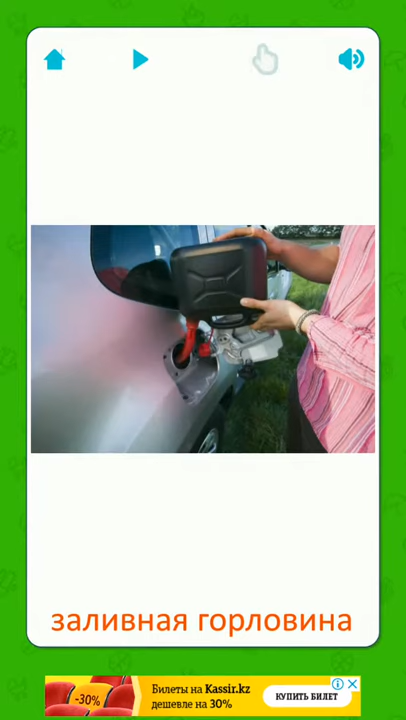 заливная горловина
-30%
Билеты на Kassir.kz
дешевле на 30%
КУПИТЬ БИЛЕТ